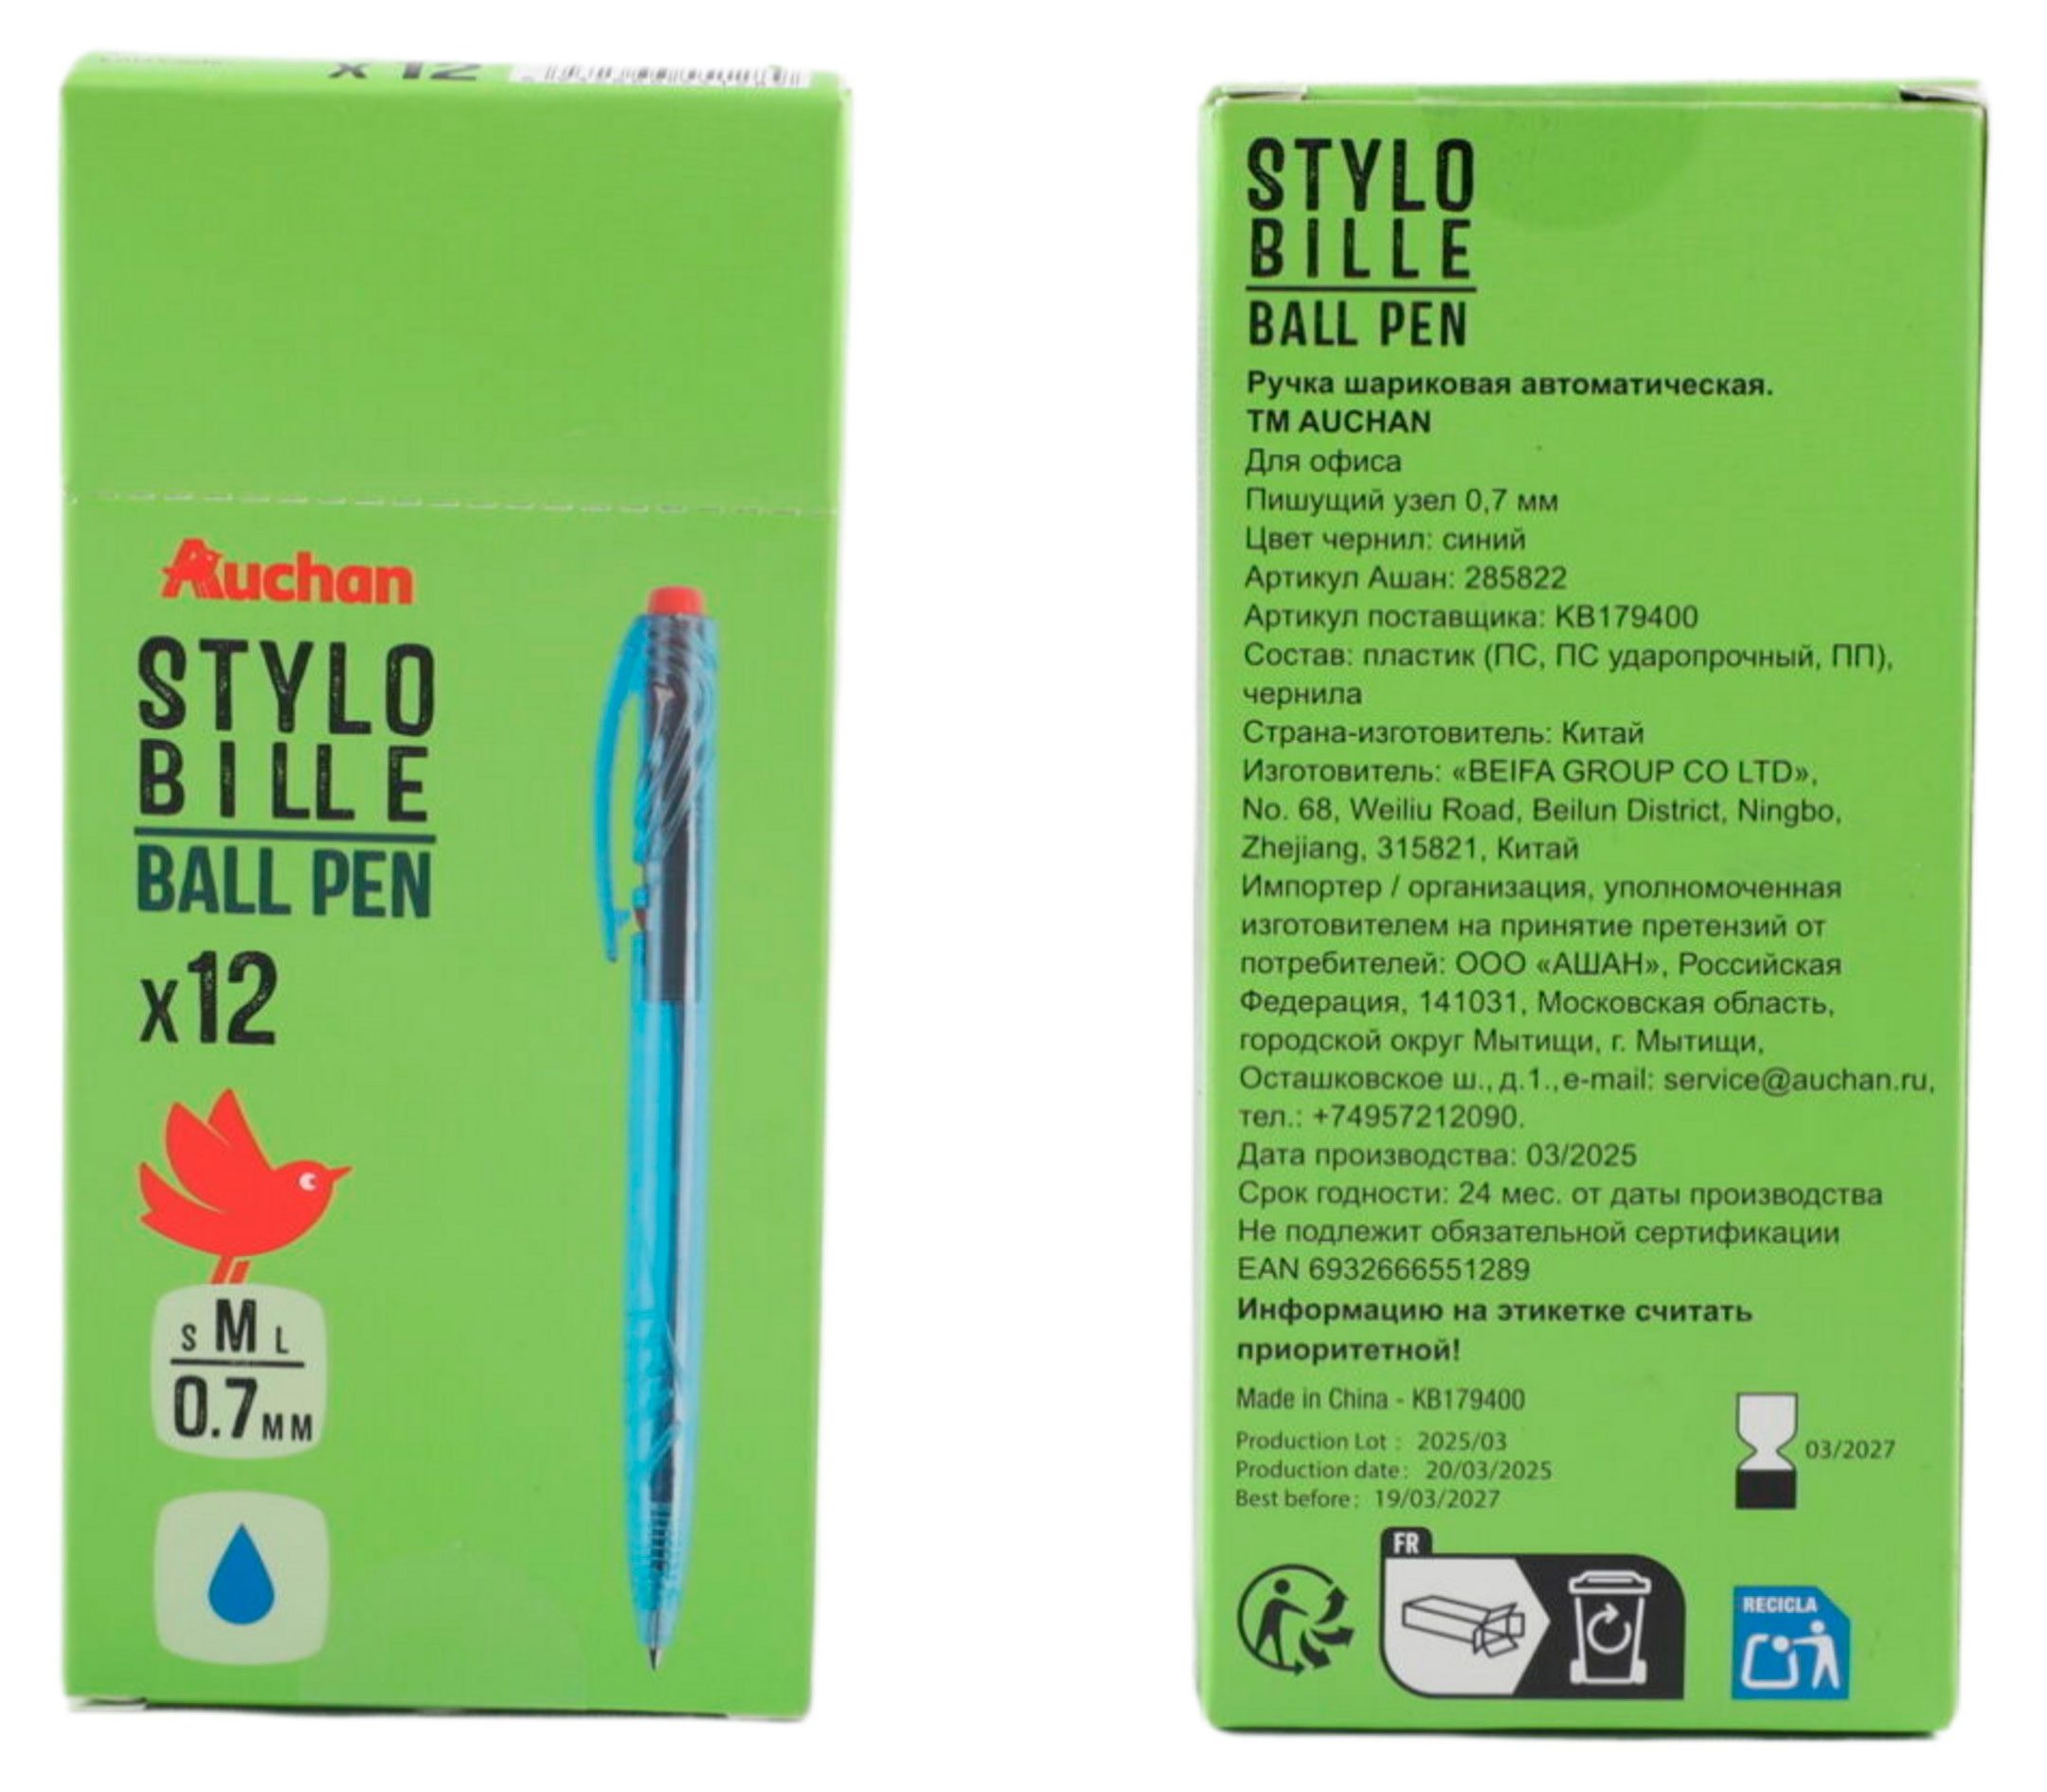 x 12
Auchan
STYLO
BILLE
BALL PEN
x12
S M L
0.7MM
STYLO
BILLE
BALL PEN
Ручка шариковая автоматическая.
ТМ AUCHAN
Для офиса
Пишущий узел 0,7 мм
Цвет чернил: синий
Артикул Ашан: 285822
Артикул поставщика: KB179400
Состав: пластик (ПС, ПС ударопрочный, ПП),
чернила
Страна-изготовитель: Китай
Изготовитель: «BEIFA GROUP CO LTD»,
No. 68, Weiliu Road, Beilun District, Ningbo,
Zhejiang, 315821, Китай
Импортер / организация, уполномоченная
изготовителем на принятие претензий от
потребителей: ООО «АШАН», Российская
Федерация, 141031, Московская область,
городской округ Мытищи, г. Мытищи,
Осташковское ш., д.1., e-mail: service@auchan.ru,
тел.: +74957212090.
Дата производства: 03/2025
Срок годности: 24 мес. от даты производства
Не подлежит обязательной сертификации
EAN 6932666551289
Информацию на этикетке считать
приоритетной!
Made in China - KB179400
Production Lot : 2025/03
Production date : 20/03/2025
Best before : 19/03/2027
03/2027
FR
RECICLA